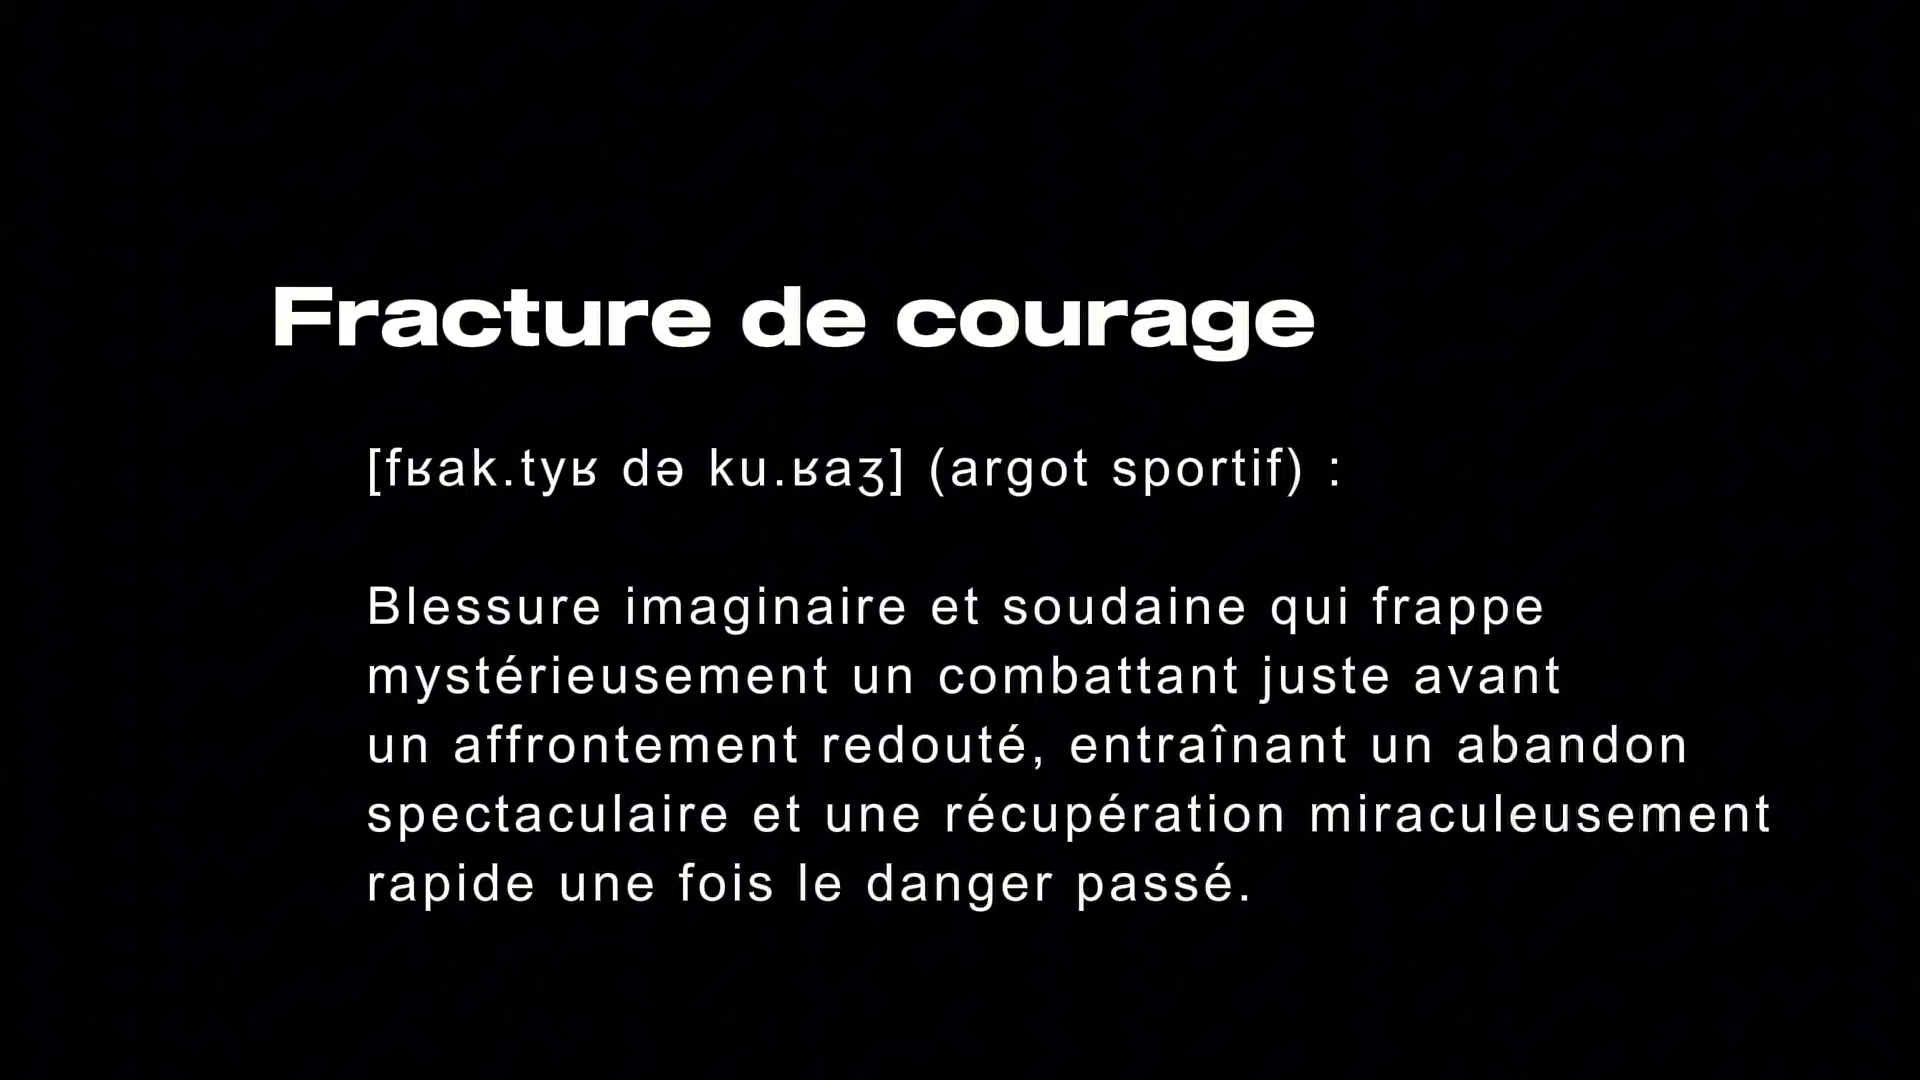 Fracture de courage
[fʁak.tyʁ də ku.ʁaʒ] (argot sportif) :
Blessure imaginaire et soudaine qui frappe
mystérieusement un combattant juste avant
un affrontement redouté, entraînant un abandon
spectaculaire et une récupération miraculeusement
rapide une fois le danger passé.